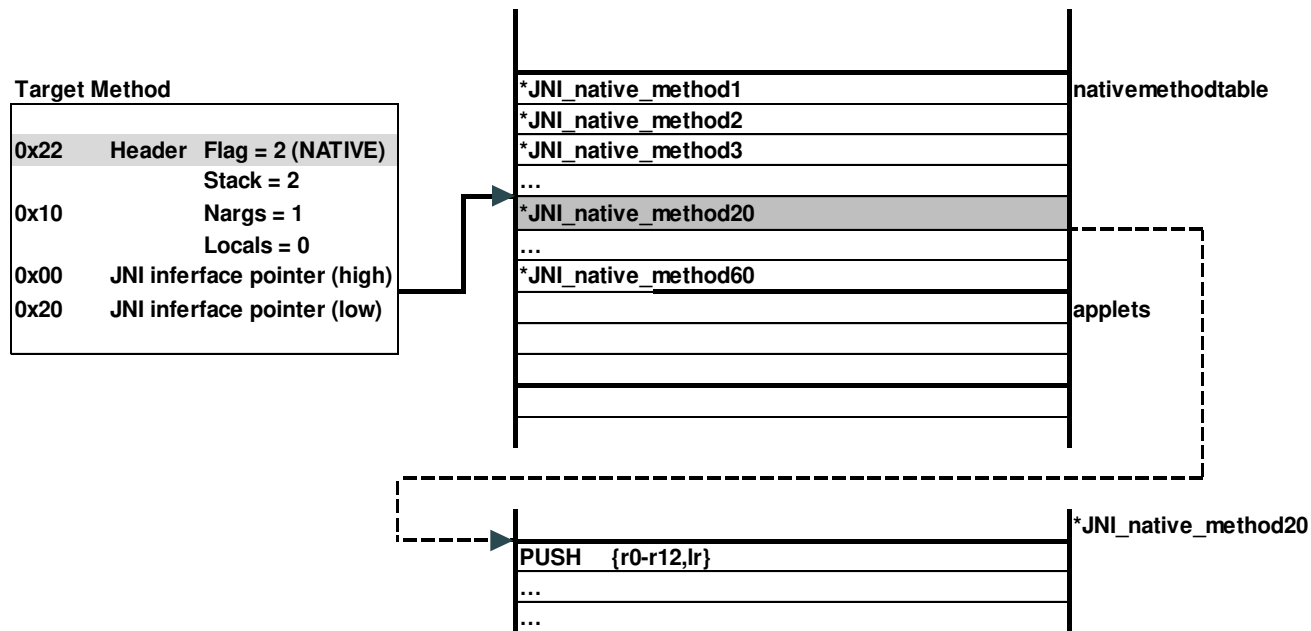 Target Method
0x22 Header Flag = 2 (NATIVE)
Stack = 2
0x10 Nargs = 1
Locals = 0
0x00 JNI inferface pointer (high)
0x20 JNI inferface pointer (low)
*JNI_native_method1
*JNI_native_method2
*JNI_native_method3
...
*JNI_native_method20
...
*JNI_native_method60
nativemethodtable
applets
*JNI_native_method20
PUSH {r0-r12,lr}
...
...